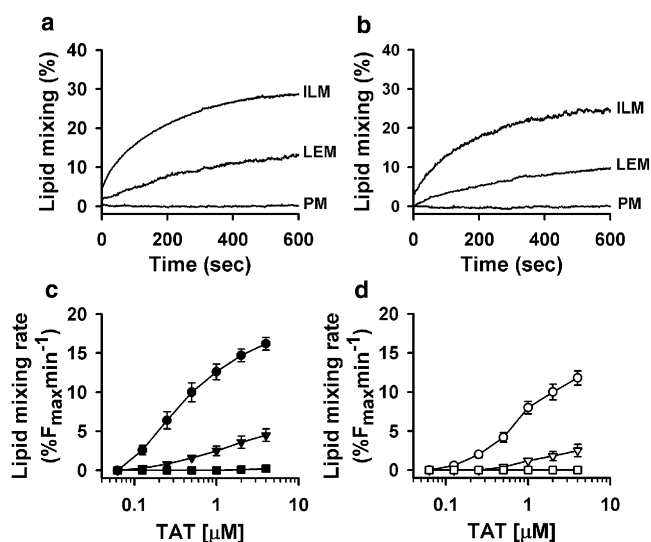 a
Lipid mixing (%)
40
30
20
10
0
ILM
LEM
PM
0 200 400 600
Time (sec)
b
Lipid mixing (%)
40
30
20
10
0
ILM
LEM
PM
0 200 400 600
Time (sec)
c
Lipid mixing rate
(%Fmaxmin-1)
20
15
10
5
0
0.1 1 10
TAT [μM]
d
Lipid mixing rate
(%Fmaxmin-1)
20
15
10
5
0
0.1 1 10
TAT [μM]